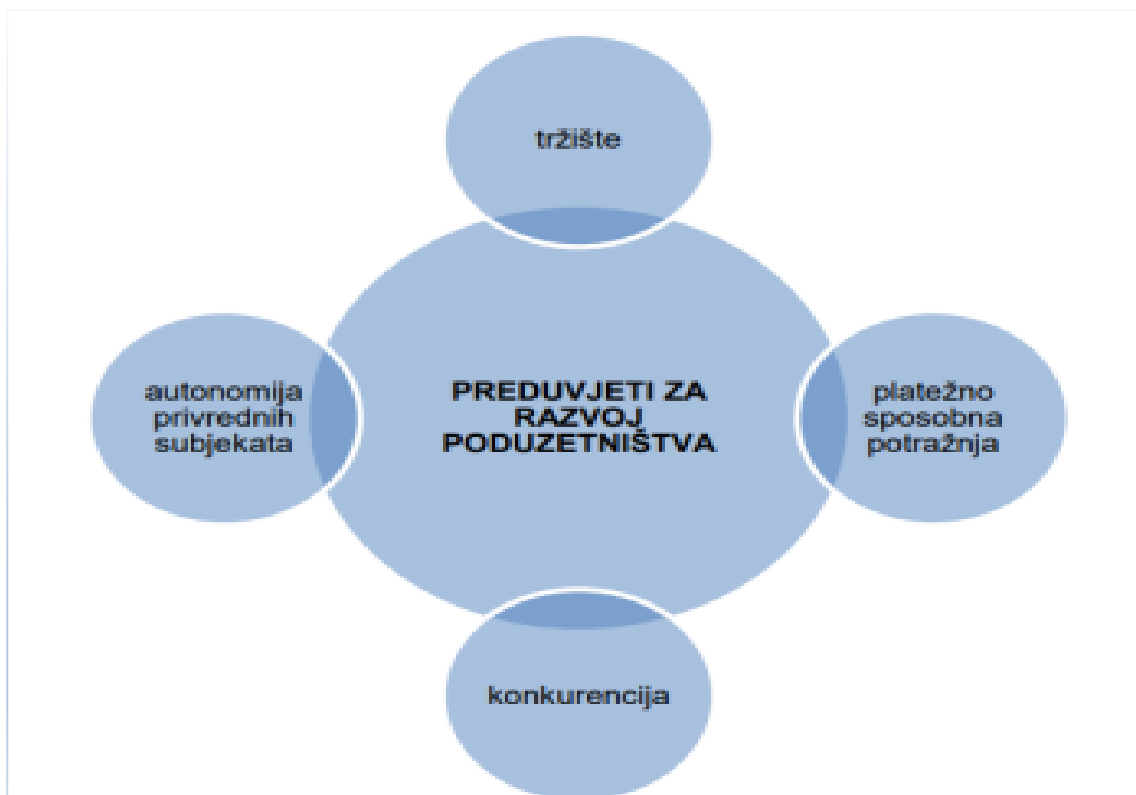 tržište
autonomija
privrednih
subjekata
PREDUVJETI ZA
RAZVOJ
PODUZETNIŠTVA
platežno
sposobna
potražnja
konkurencija